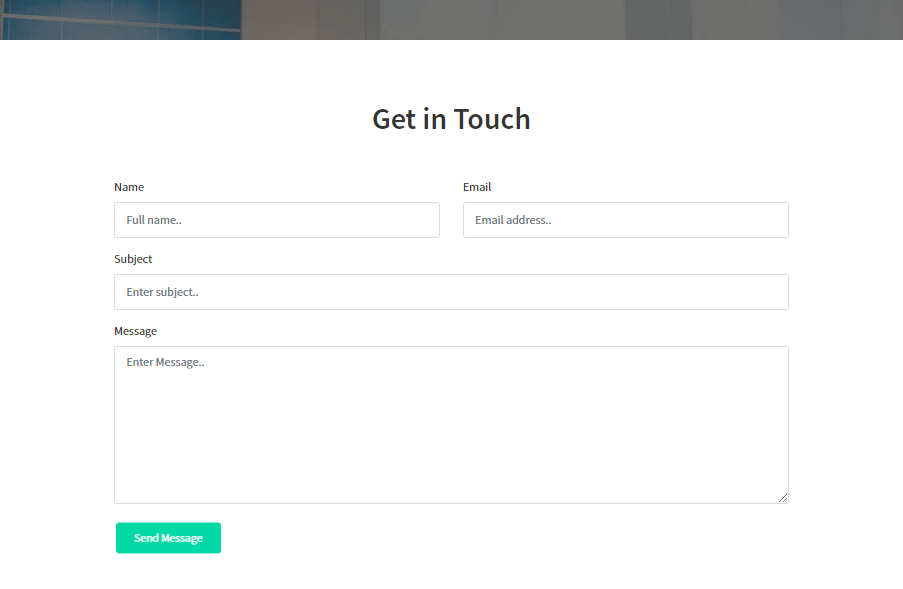 Get in Touch
Name
Email
Full name..
Email address..
Subject
Enter subject..
Message
Enter Message..
Send Message